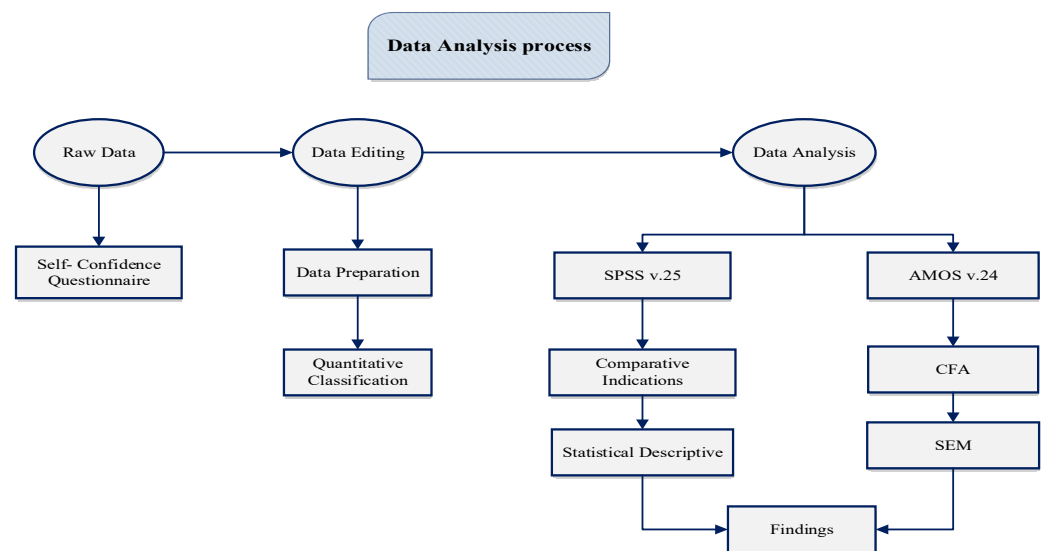 Data Analysis process
Raw Data
Data Editing
Data Analysis
Self- Confidence
Questionnaire
Data Preparation
SPSS v.25
AMOS v.24
Quantitative
Classification
Comparative
Indications
CFA
Statistical Descriptive
SEM
Findings